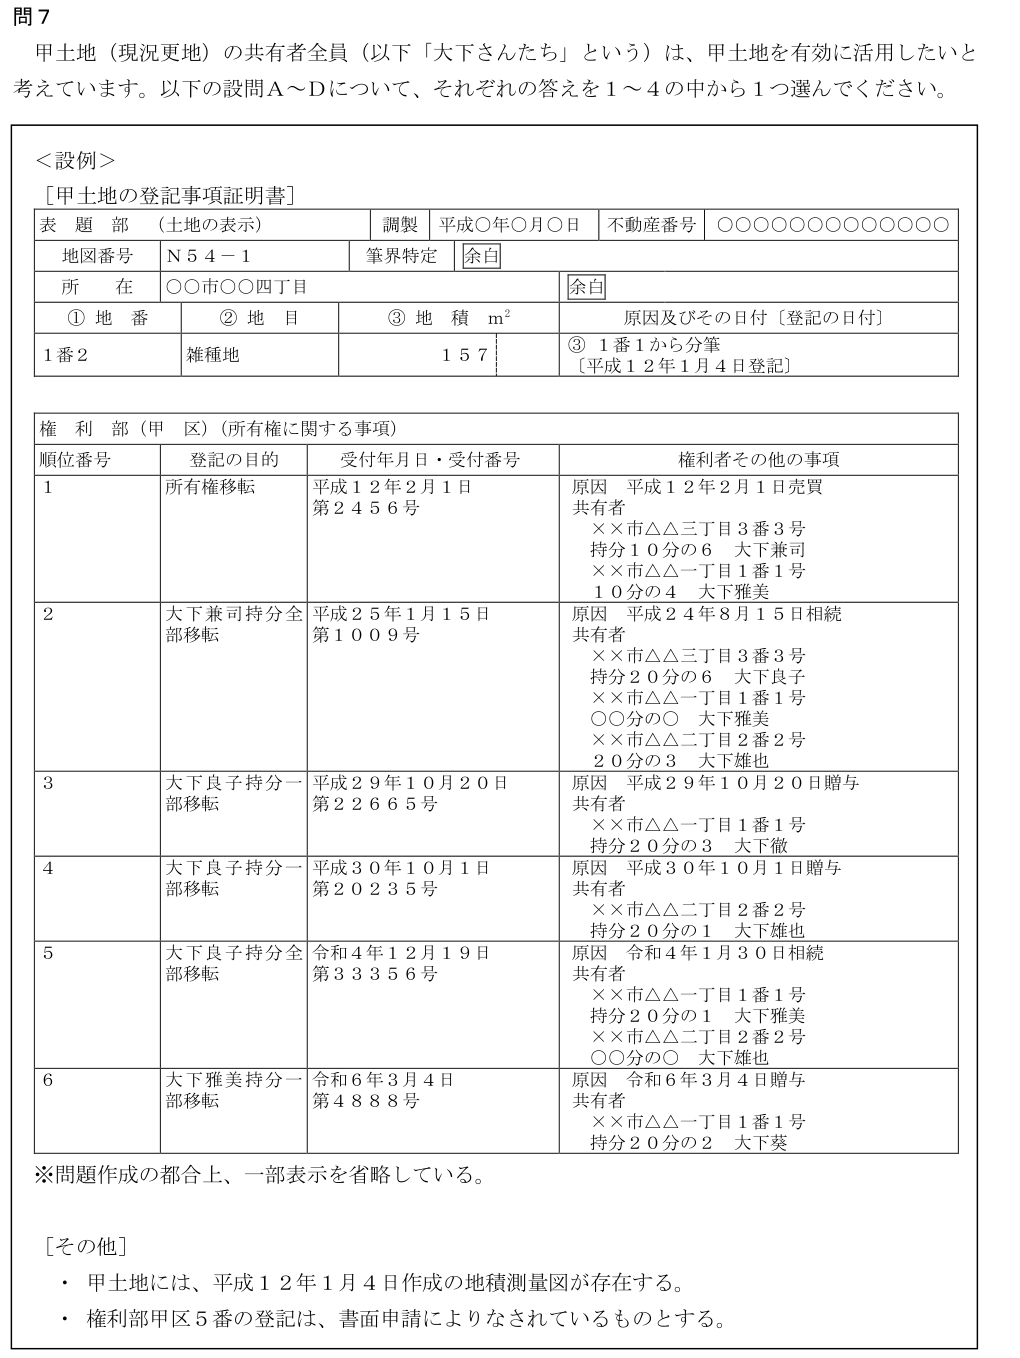 問７
甲土地（現況更地）の共有者全員（以下「大下さんたち」という）は、甲土地を有効に活用したいと
考えています。以下の設問Ａ～Ｄについて、それぞれの答えを１～４の中から１つ選んでください。
＜設例＞
［甲土地の登記事項証明書］
表　題　部　（土地の表示） 調製 平成〇年〇月〇日 不動産番号 〇〇〇〇〇〇〇〇〇〇〇〇〇
地図番号 Ｎ５４－１ 筆界特定 余白
所　　在 〇〇市〇〇四丁目 余白
① 地　番 ② 地　目 ③ 地　積　㎡ 原因及びその日付〔登記の日付〕
１番２ 雑種地 １５７ ③ １番１から分筆
〔平成１２年１月４日登記〕
権　利　部（甲　区）（所有権に関する事項）
順位番号 登記の目的 受付年月日・受付番号 権利者その他の事項
１ 所有権移転 平成１２年２月１日 原因　平成１２年２月１日売買
第２４５６号 共有者
××市△△三丁目３番３号
持分１０分の６　大下兼司
××市△△一丁目１番１号
１０分の４　大下雅美
２ 大下兼司持分全 平成２５年１月１５日 原因　平成２４年８月１５日相続
部移転 第１００９号 共有者
××市△△三丁目３番３号
持分２０分の６　大下良子
××市△△一丁目１番１号
〇〇分の〇　大下雅美
××市△△二丁目２番２号
２０分の３　大下雄也
３ 大下良子持分一 平成２９年１０月２０日 原因　平成２９年１０月２０日贈与
部移転 第２２６６５号 共有者
××市△△一丁目１番１号
持分２０分の３　大下徹
４ 大下良子持分一 平成３０年１０月１日 原因　平成３０年１０月１日贈与
部移転 第２０２３５号 共有者
××市△△二丁目２番２号
持分２０分の１　大下雄也
５ 大下良子持分全 令和４年１２月１９日 原因　令和４年１月３０日相続
部移転 第３３３５６号 共有者
××市△△一丁目１番１号
持分２０分の１　大下雅美
××市△△二丁目２番２号
〇〇分の〇　大下雄也
６ 大下雅美持分一 令和６年３月４日 原因　令和６年３月４日贈与
部移転 第４８８８号 共有者
××市△△一丁目１番１号
持分２０分の２　大下葵
※問題作成の都合上、一部表示を省略している。
［その他］
・ 甲土地には、平成１２年１月４日作成の地積測量図が存在する。
・ 権利部甲区５番の登記は、書面申請によりなされているものとする。